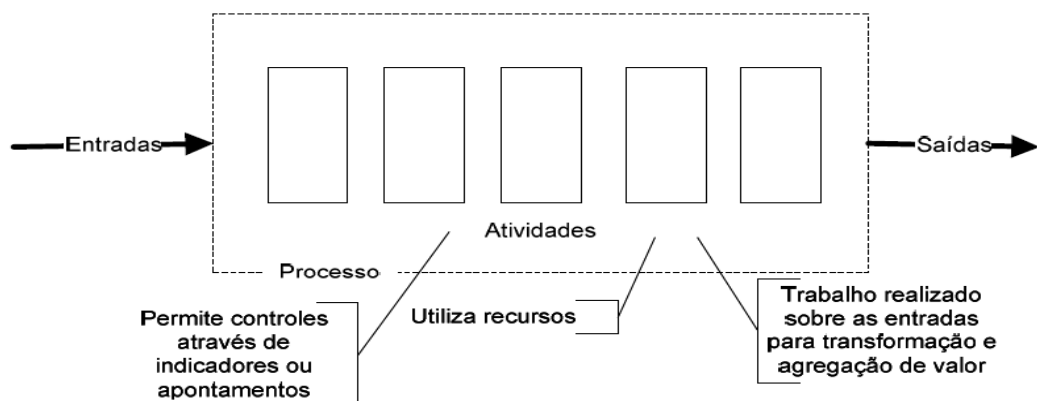 Entradas
Saídas
Atividades
Processo
Permite controles
através de
indicadores ou
apontamentos
Utiliza recursos
Trabalho realizado
sobre as entradas
para transformação e
agregação de valor